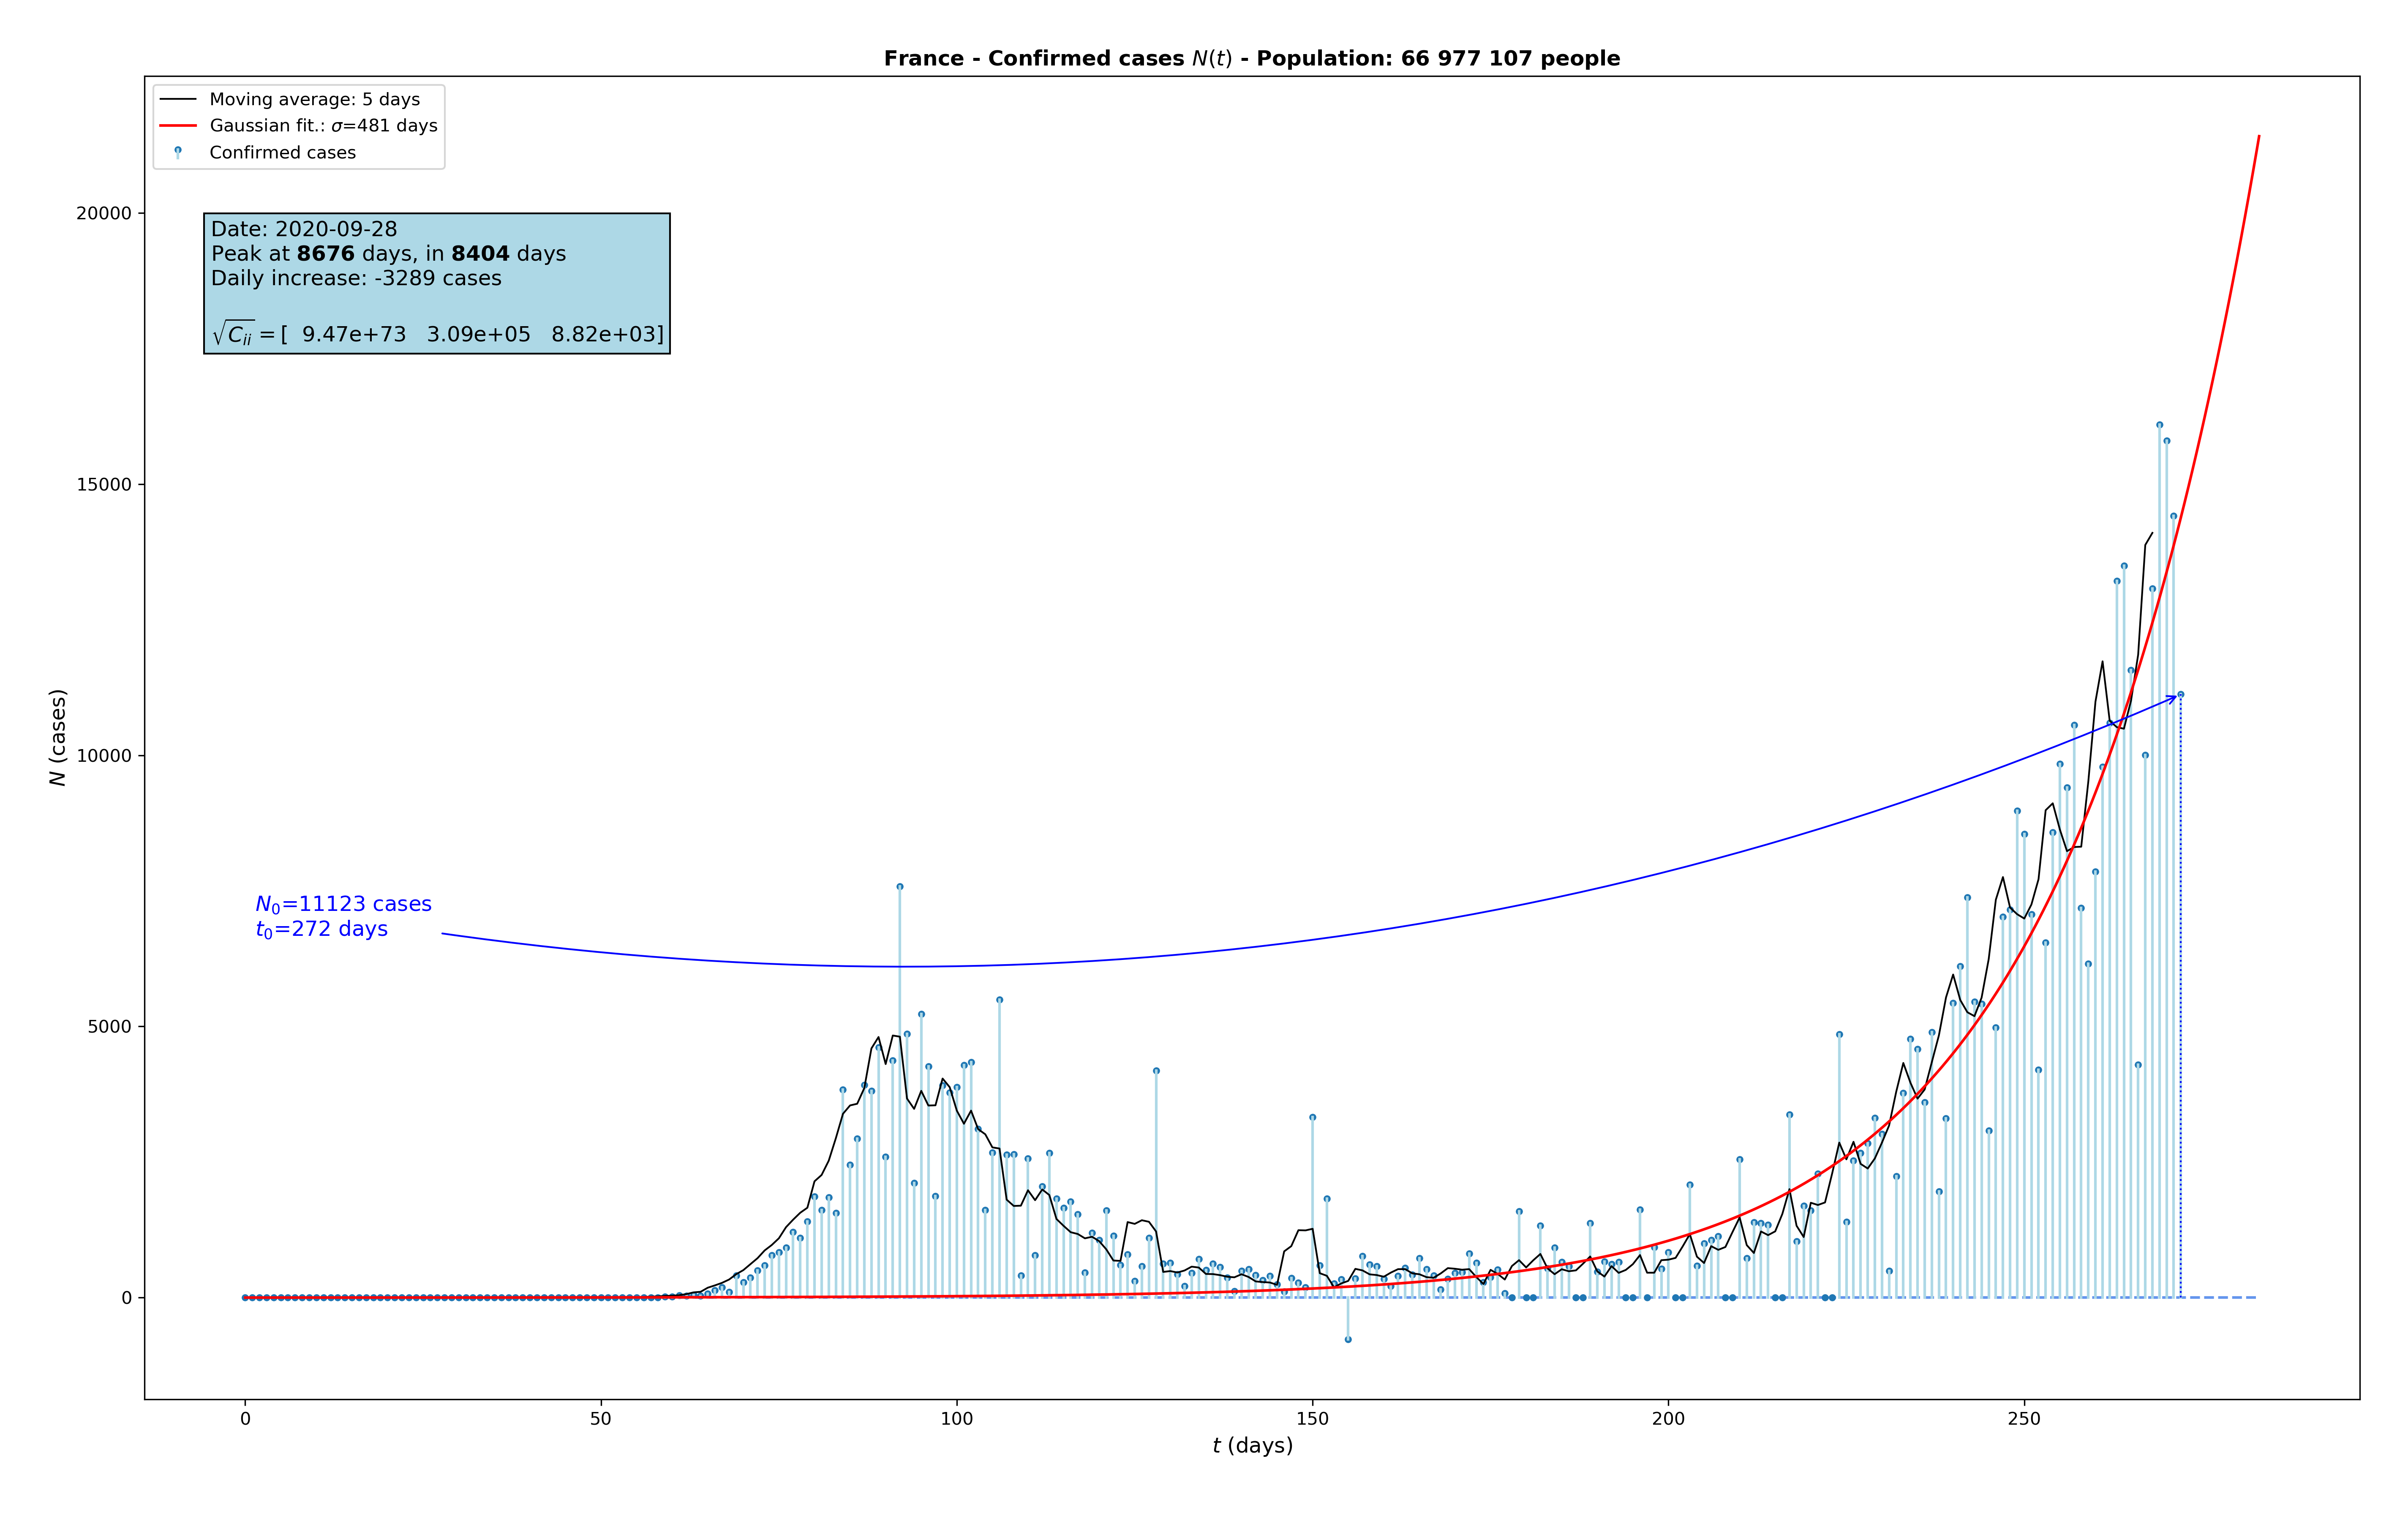 France - Confirmed cases N(t) - Population: 66 977 107 people
Moving average: 5 days
Gaussian fit.: σ=481 days
Confirmed cases
Date: 2020-09-28
Peak at 8676 days, in 8404 days
Daily increase: -3289 cases
√C_ii = [ 9.47e+73 3.09e+05 8.82e+03]
N_0=11123 cases
t_0=272 days
N (cases)
20000
15000
10000
5000
0
0 50 100 150 200 250
t (days)